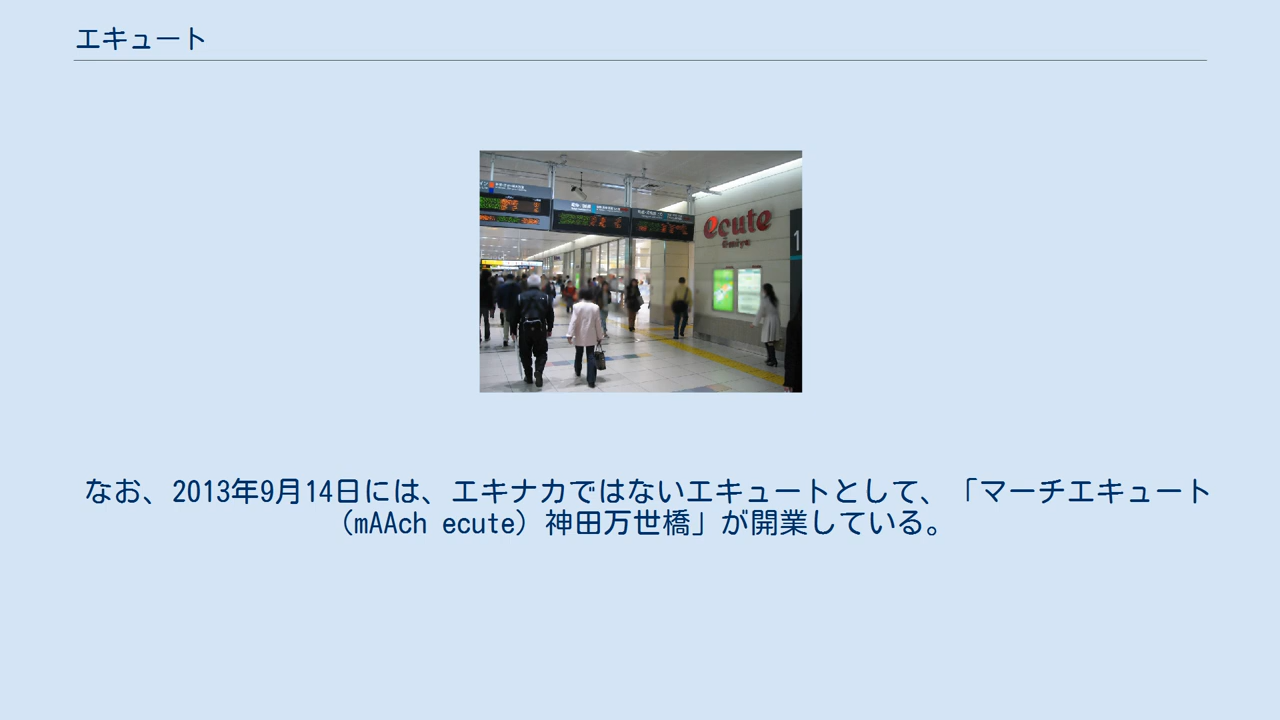 エキュート
ecute
Omiya
1
なお、2013年9月14日には、エキナカではないエキュートとして、「マーチエキュート
（mAAch ecute）神田万世橋」が開業している。